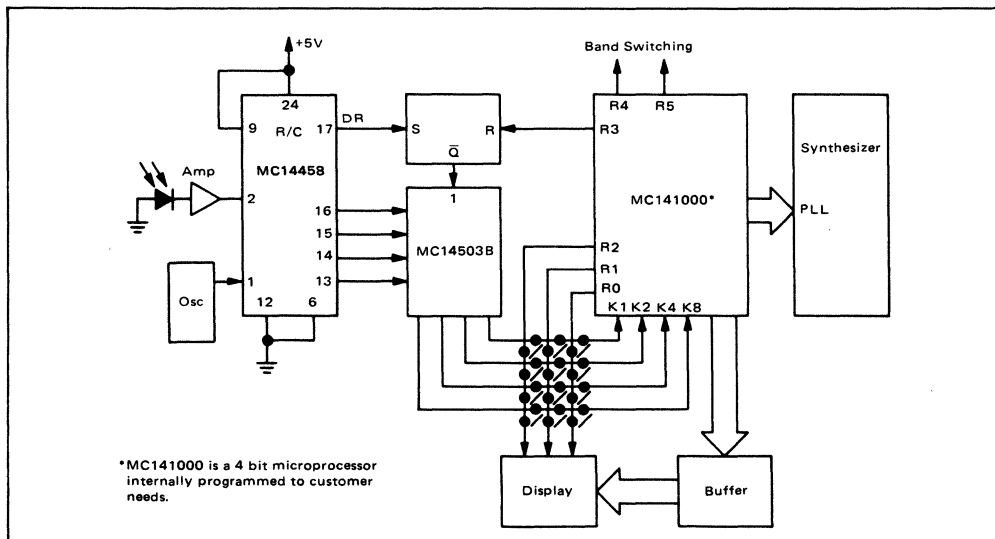 +5V
Band Switching
24
R4 R5
9 R/C 17 DR S R R3
Synthesizer
Q̅
MC14458
Amp
MC141000*
2
1
16
PLL
15
MC14503B
R2
14
R1
13
R0
1
Osc
12 6
K1 K2 K4 K8
*MC141000 is a 4 bit microprocessor
internally programmed to customer
needs.
Display
Buffer